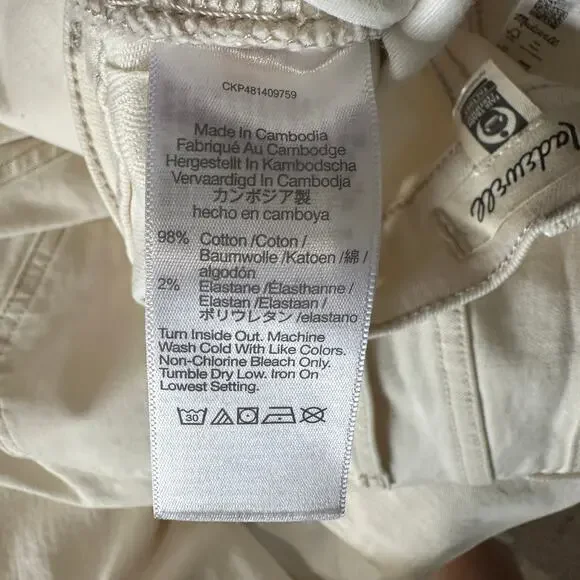 CKP481409759
Made In Cambodia
Fabriqué Au Cambodge
Hergestellt In Kambodscha
Vervaardigd In Cambodja
カンボジア製
hecho en camboya
98% Cotton /Coton /
Baumwolle /Katoen /綿 /
algodón
2% Elastane /Élasthanne /
Elastan /Elastaan /
ポリウレタン /elastano
Turn Inside Out. Machine
Wash Cold With Like Colors.
Non-Chlorine Bleach Only.
Tumble Dry Low. Iron On
Lowest Setting.
30
Madewell